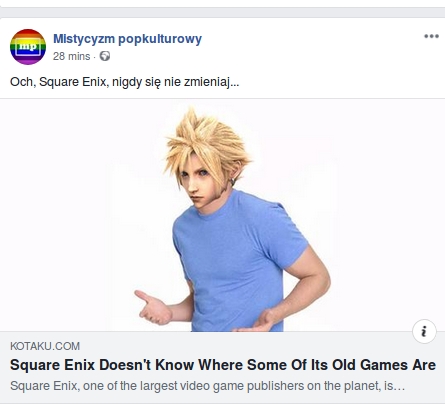 mp
Mistycyzm popkulturowy
28 mins ·
Och, Square Enix, nigdy się nie zmieniaj...
i
KOTAKU.COM
Square Enix Doesn't Know Where Some Of Its Old Games Are
Square Enix, one of the largest video game publishers on the planet, is…